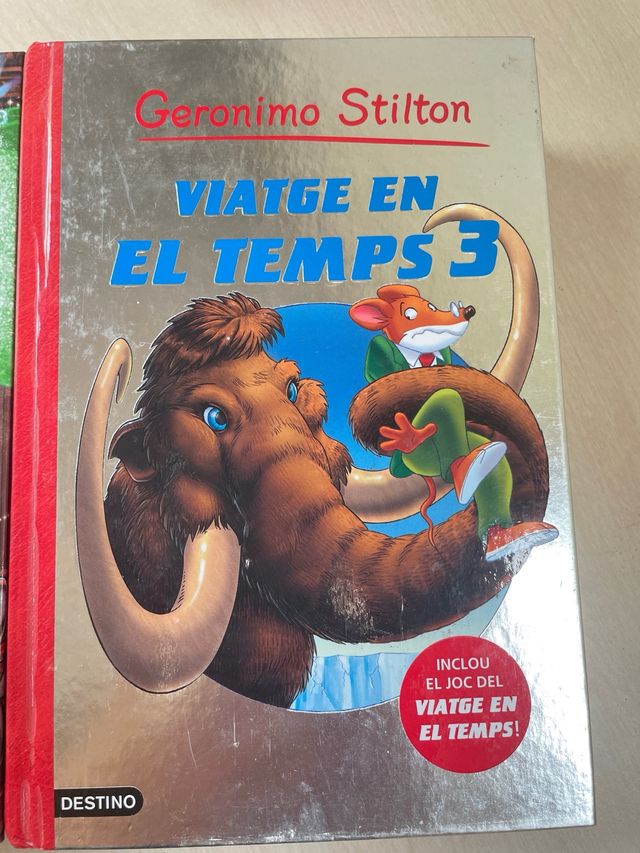 Geronimo Stilton
VIATGE EN
EL TEMPS 3
INCLOU
EL JOC DEL
VIATGE EN
EL TEMPS!
DESTINO